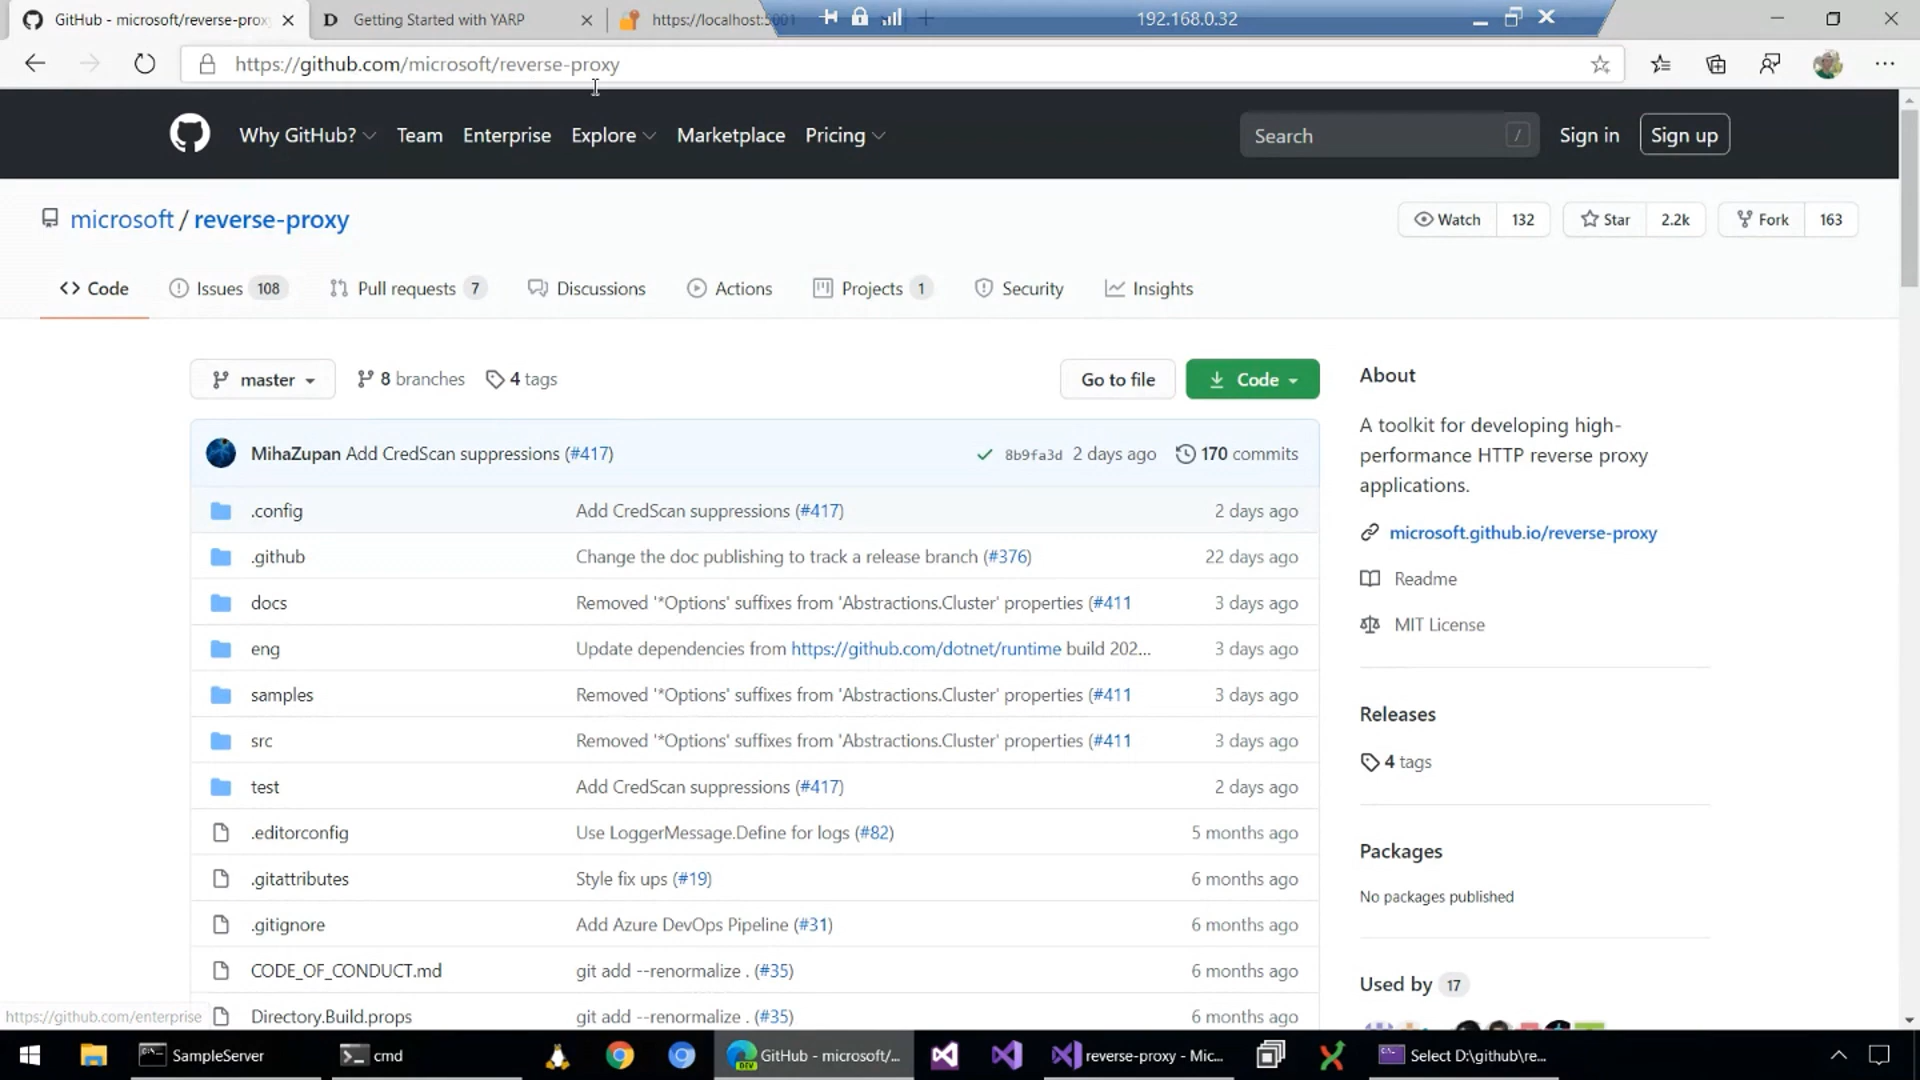 GitHub - microsoft/reverse-prox
Getting Started with YARP
https://localhost:5001
192.168.0.32
https://github.com/microsoft/reverse-proxy
Why GitHub?
Team
Enterprise
Explore
Marketplace
Pricing
Search
/
Sign in
Sign up
microsoft / reverse-proxy
Watch 132
Star 2.2k
Fork 163
<> Code
Issues 108
Pull requests 7
Discussions
Actions
Projects 1
Security
Insights
master
8 branches
4 tags
Go to file
Code
MihaZupan Add CredScan suppressions (#417)
8b9fa3d 2 days ago
170 commits
.config Add CredScan suppressions (#417) 2 days ago
.github Change the doc publishing to track a release branch (#376) 22 days ago
docs Removed '*Options' suffixes from 'Abstractions.Cluster' properties (#411 3 days ago
eng Update dependencies from https://github.com/dotnet/runtime build 202... 3 days ago
samples Removed '*Options' suffixes from 'Abstractions.Cluster' properties (#411 3 days ago
src Removed '*Options' suffixes from 'Abstractions.Cluster' properties (#411 3 days ago
test Add CredScan suppressions (#417) 2 days ago
.editorconfig Use LoggerMessage.Define for logs (#82) 5 months ago
.gitattributes Style fix ups (#19) 6 months ago
.gitignore Add Azure DevOps Pipeline (#31) 6 months ago
CODE_OF_CONDUCT.md git add --renormalize . (#35) 6 months ago
Directory.Build.props git add --renormalize . (#35) 6 months ago
About
A toolkit for developing high-
performance HTTP reverse proxy
applications.
microsoft.github.io/reverse-proxy
Readme
MIT License
Releases
4 tags
Packages
No packages published
Used by 17
https://github.com/enterprise
SampleServer
cmd
DEV
GitHub - microsoft/...
reverse-proxy - Mic...
Select D:\github\re...